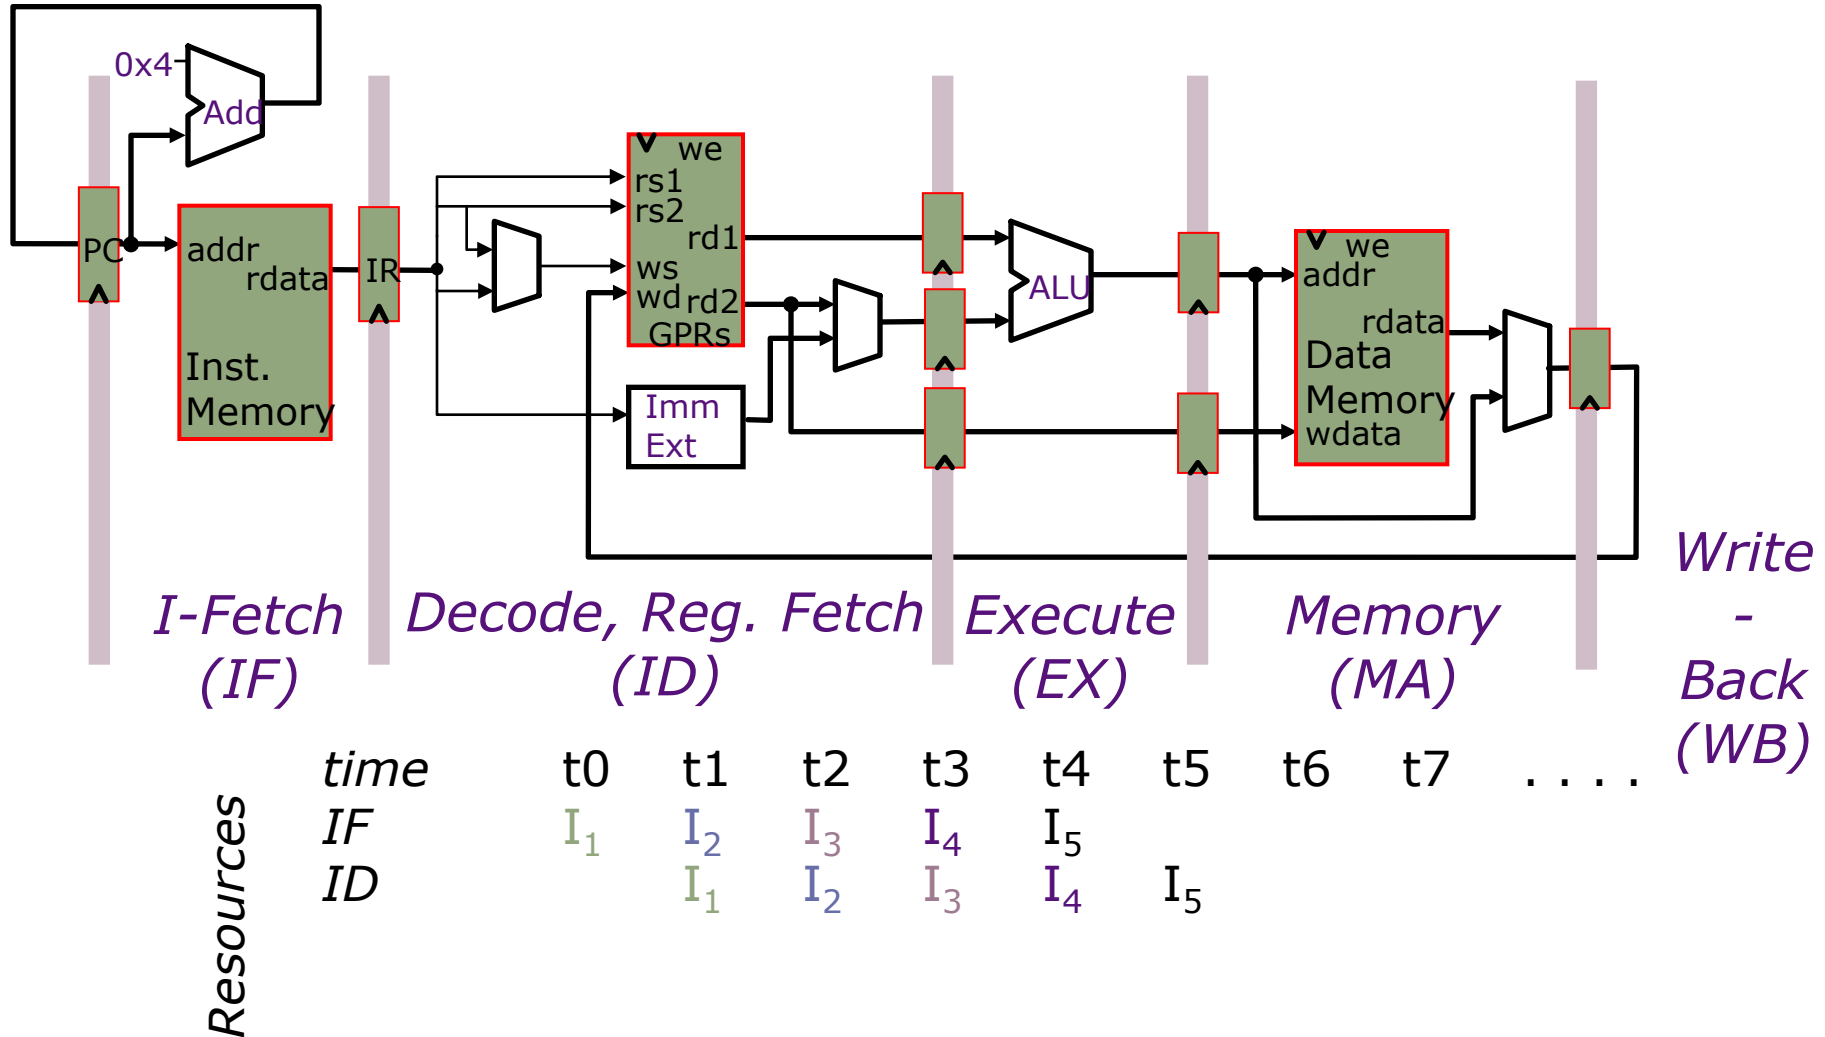 0x4
Add
PC
addr
rdata
Inst.
Memory
IR
we
rs1
rs2
rd1
ws
wd rd2
GPRs
Imm
Ext
ALU
we
addr
rdata
Data
Memory
wdata
I-Fetch
(IF)
Decode, Reg. Fetch
(ID)
Execute
(EX)
Memory
(MA)
Write
-
Back
(WB)
time t0 t1 t2 t3 t4 t5 t6 t7 . . . .
IF I1 I2 I3 I4 I5
ID I1 I2 I3 I4 I5
Resources